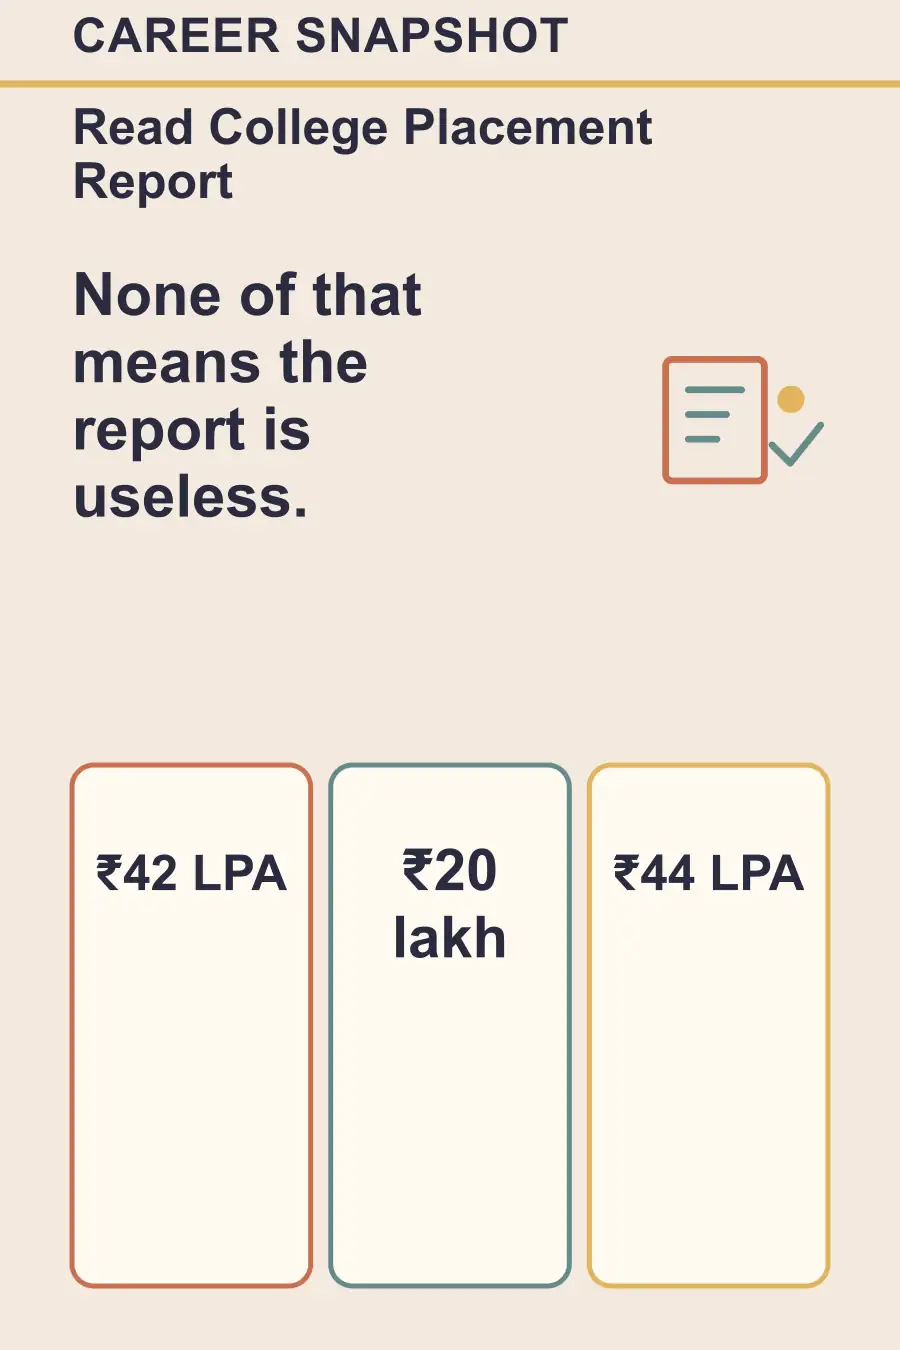 CAREER SNAPSHOT
Read College Placement
Report
None of that
means the
report is
useless.
₹42 LPA
₹20
lakh
₹44 LPA